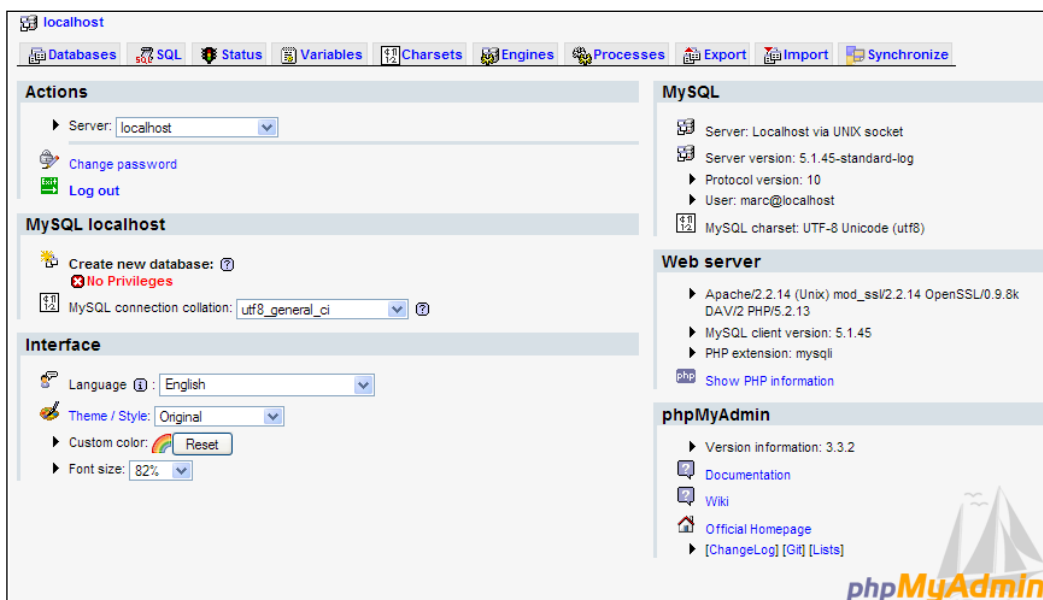 localhost
Databases SQL Status Variables Charsets Engines Processes Export Import Synchronize
Actions
Server: localhost
Change password
Log out
MySQL localhost
Create new database:
No Privileges
MySQL connection collation: utf8_general_ci
Interface
Language : English
Theme / Style: Original
Custom color: Reset
Font size: 82%
MySQL
Server: Localhost via UNIX socket
Server version: 5.1.45-standard-log
Protocol version: 10
User: marc@localhost
MySQL charset: UTF-8 Unicode (utf8)
Web server
Apache/2.2.14 (Unix) mod_ssl/2.2.14 OpenSSL/0.9.8k
DAV/2 PHP/5.2.13
MySQL client version: 5.1.45
PHP extension: mysqli
php Show PHP information
phpMyAdmin
Version information: 3.3.2
Documentation
Wiki
Official Homepage
[ChangeLog] [Git] [Lists]
phpMyAdmin